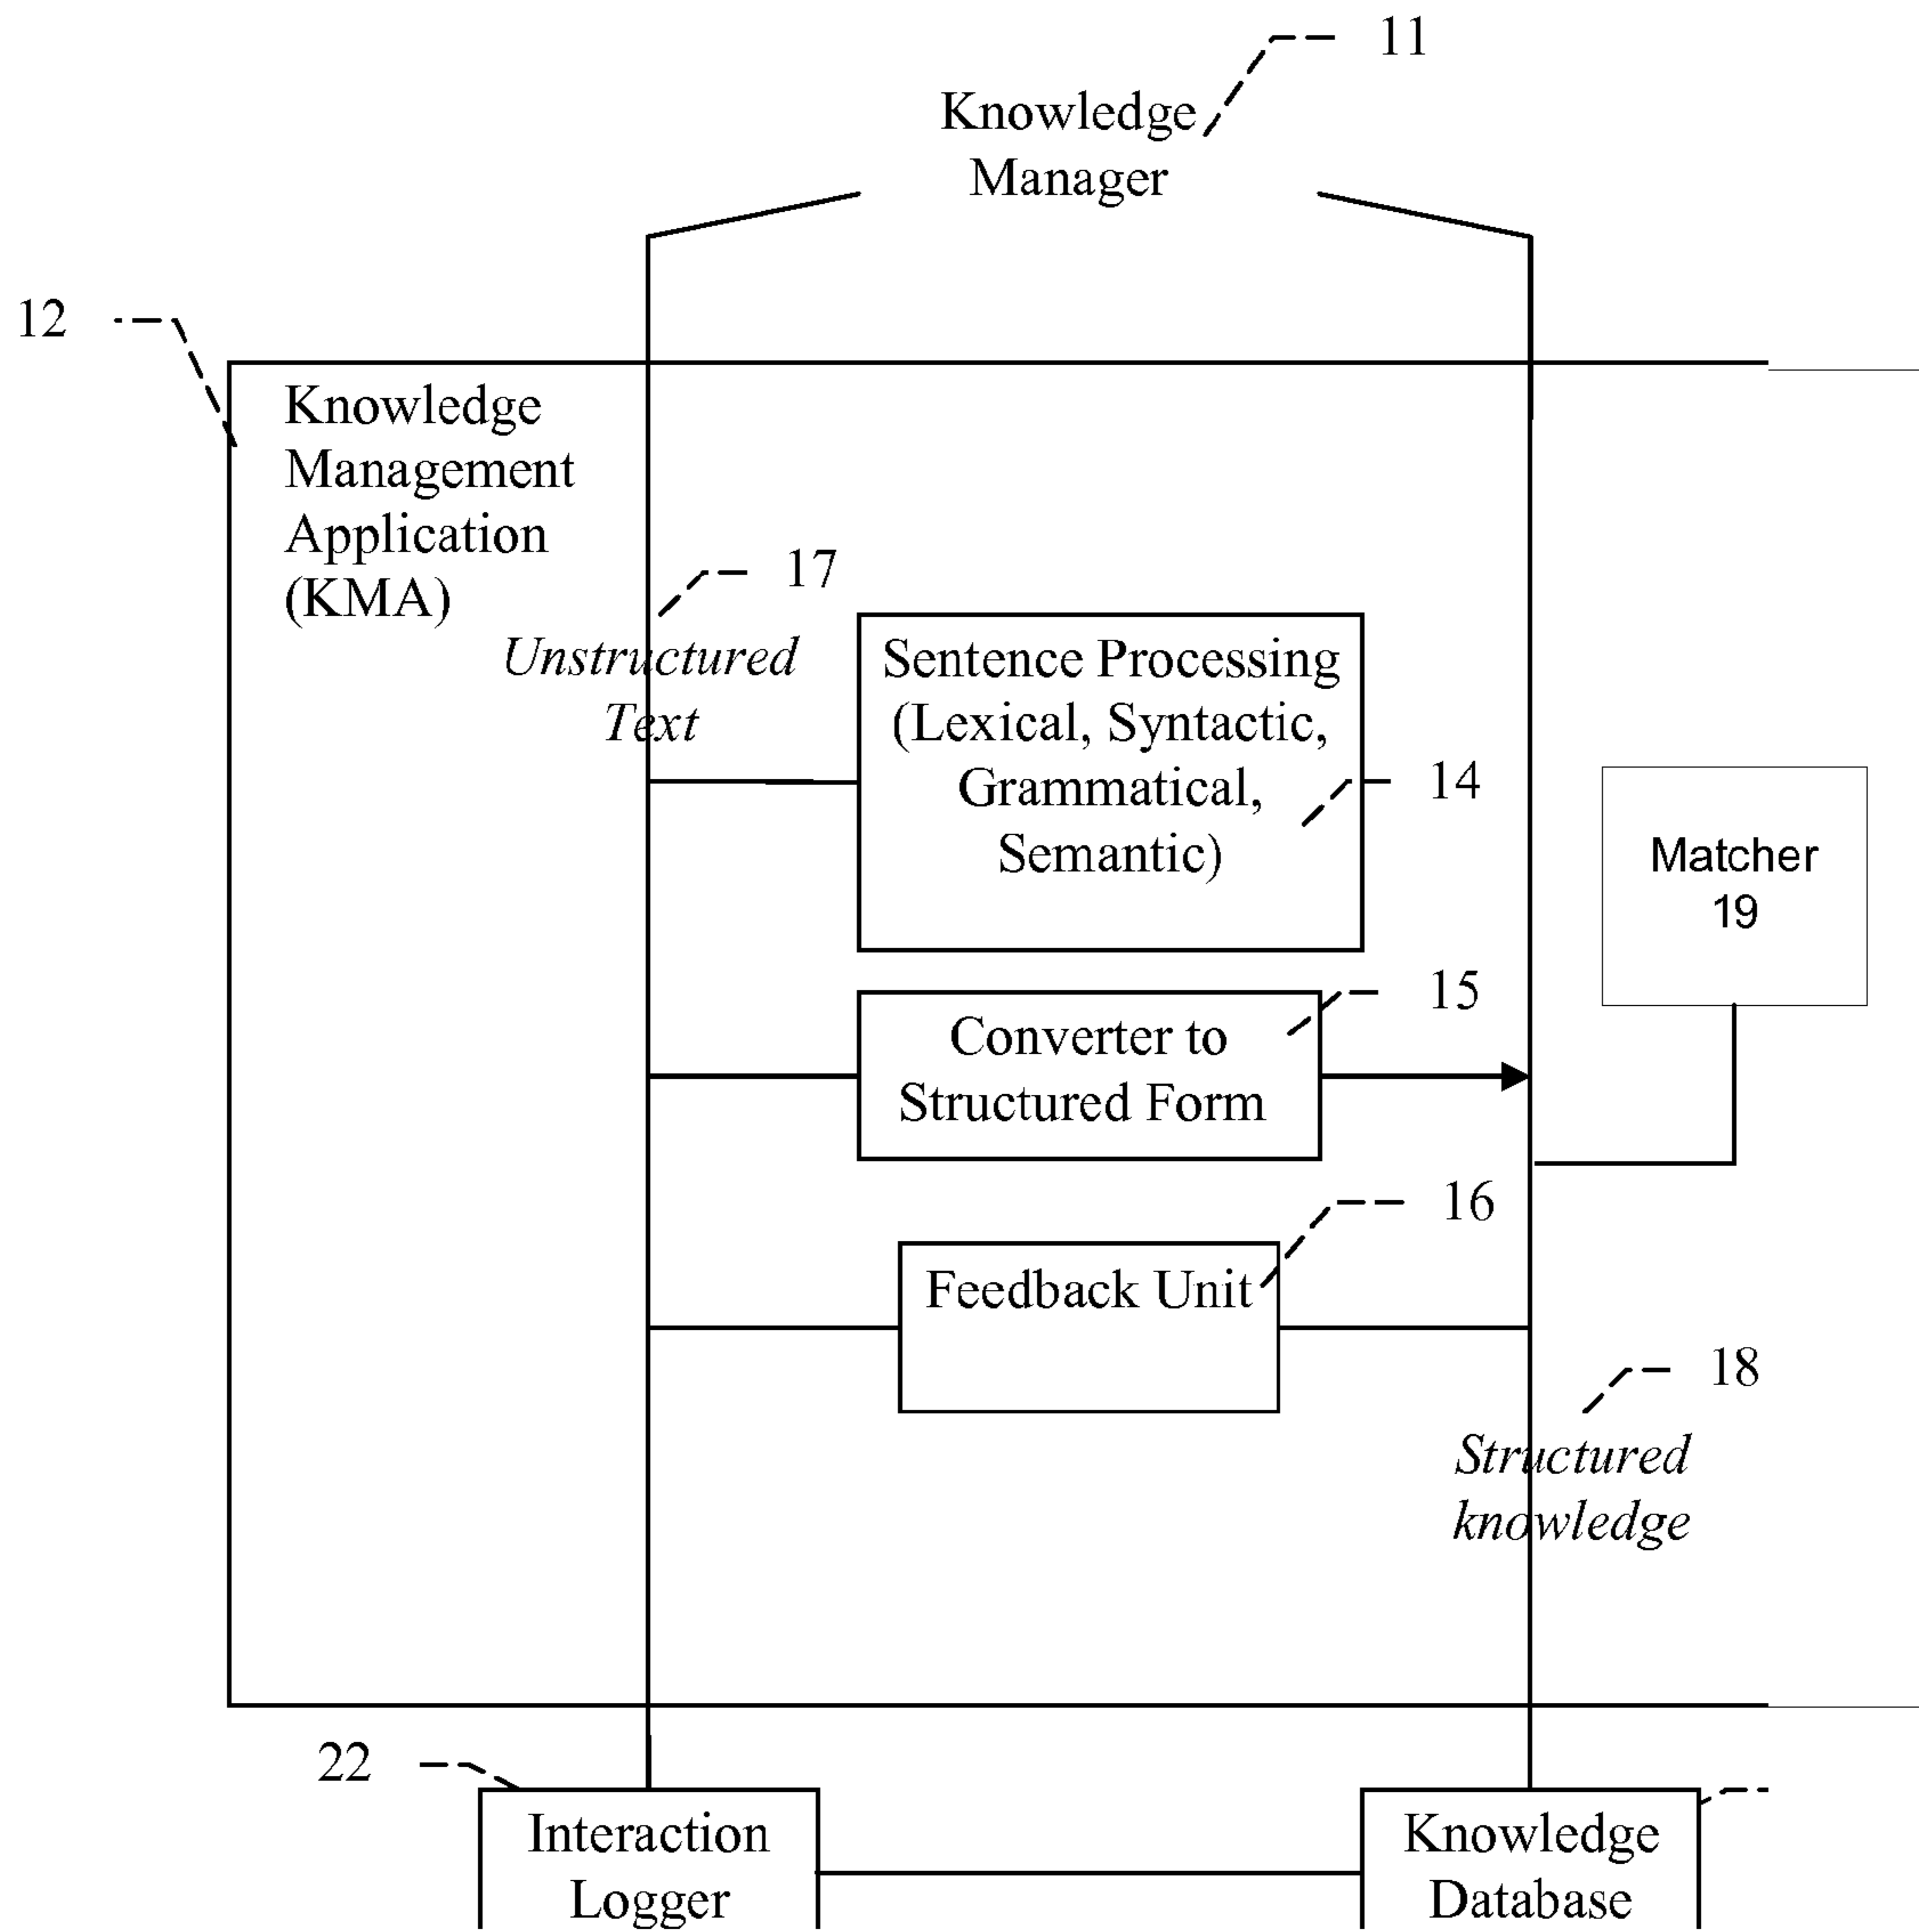 11
Knowledge
Manager
12
Knowledge
Management
Application
(KMA)
17
Unstructured
Text
Sentence Processing
(Lexical, Syntactic,
Grammatical,
Semantic)
14
Matcher
19
15
Converter to
Structured Form
16
Feedback Unit
18
Structured
knowledge
22
Interaction
Logger
Knowledge
Database